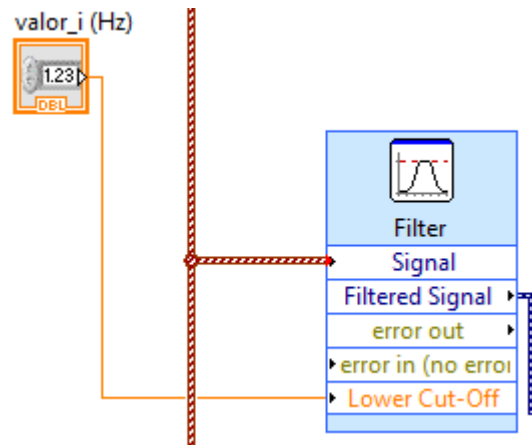 valor_i (Hz)
1.23
DBL
Filter
Signal
Filtered Signal
error out
error in (no erro
Lower Cut-Off